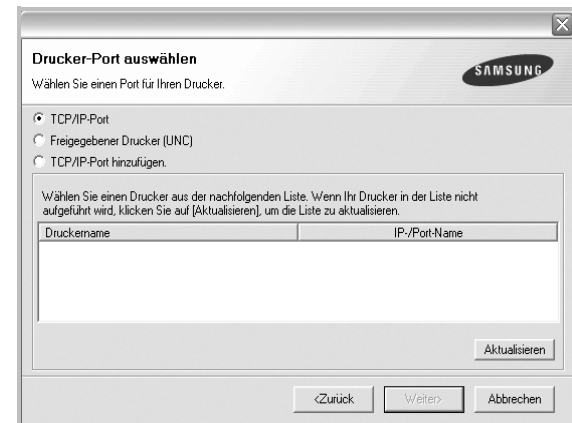 Drucker-Port auswählen
Wählen Sie einen Port für Ihren Drucker.
SAMSUNG
TCP/IP-Port
Freigegebener Drucker (UNC)
TCP/IP-Port hinzufügen.
Wählen Sie einen Drucker aus der nachfolgenden Liste. Wenn Ihr Drucker in der Liste nicht
aufgeführt wird, klicken Sie auf [Aktualisieren], um die Liste zu aktualisieren.
Druckername IP-/Port-Name
Aktualisieren
<Zurück Weiter> Abbrechen